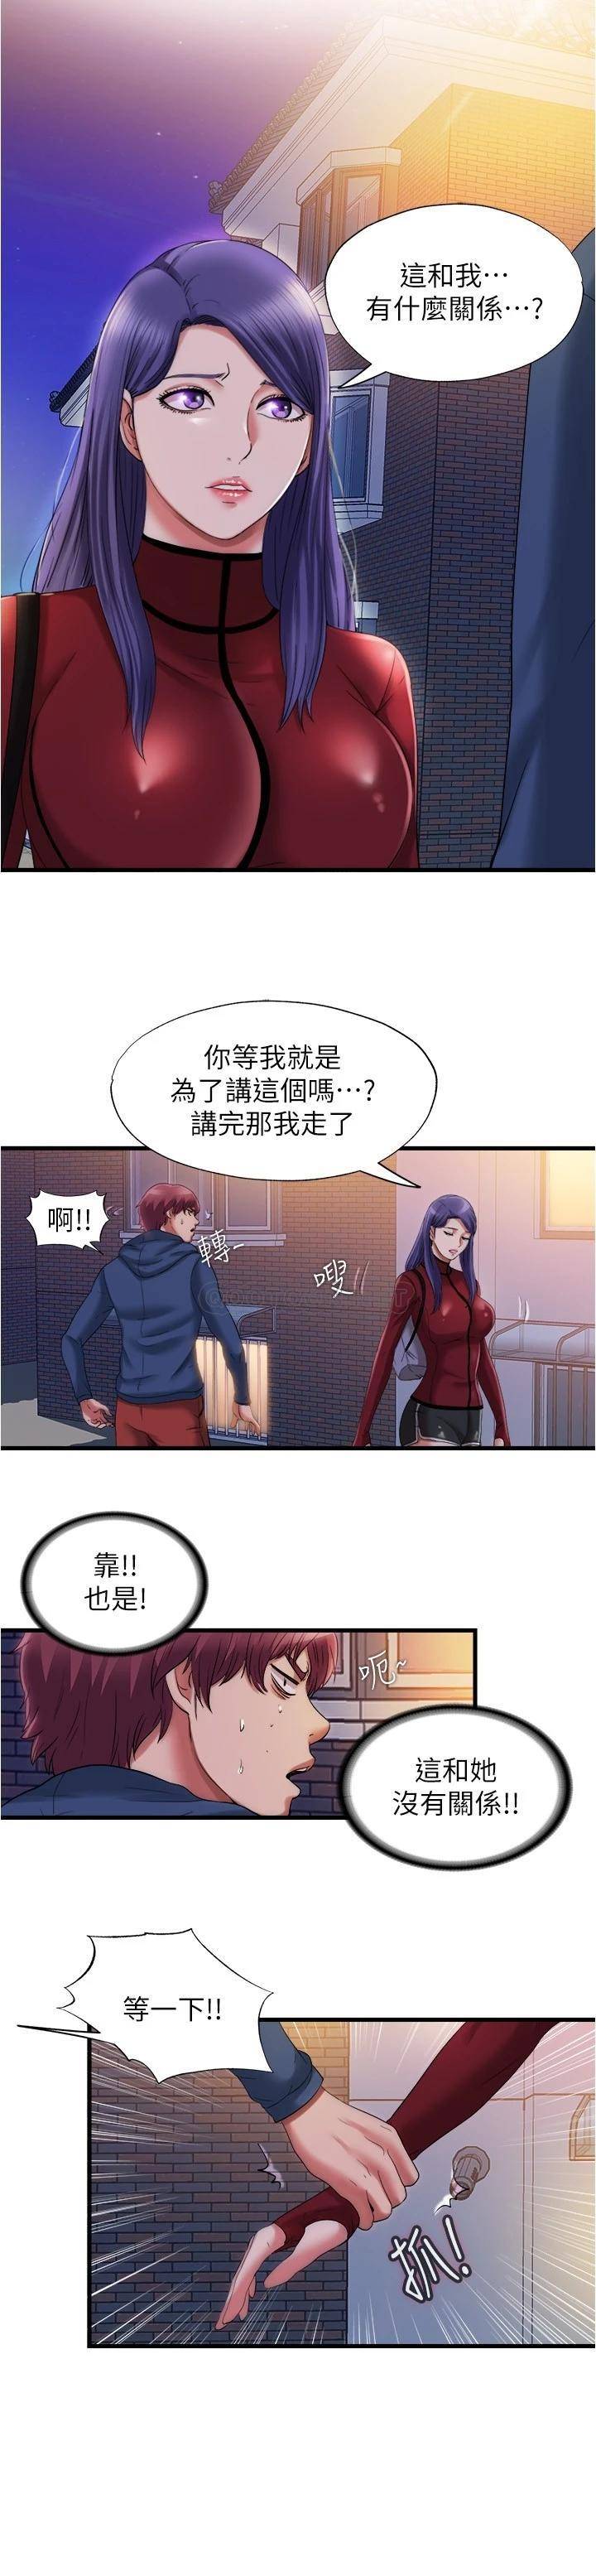 這和我…
有什麼關係…?
你等我就是
為了講這個嗎…?
講完那我走了
啊!!
轉-
嗖
靠!!
也是!
呃~
這和她
沒有關係!!
等一下!!
抓!